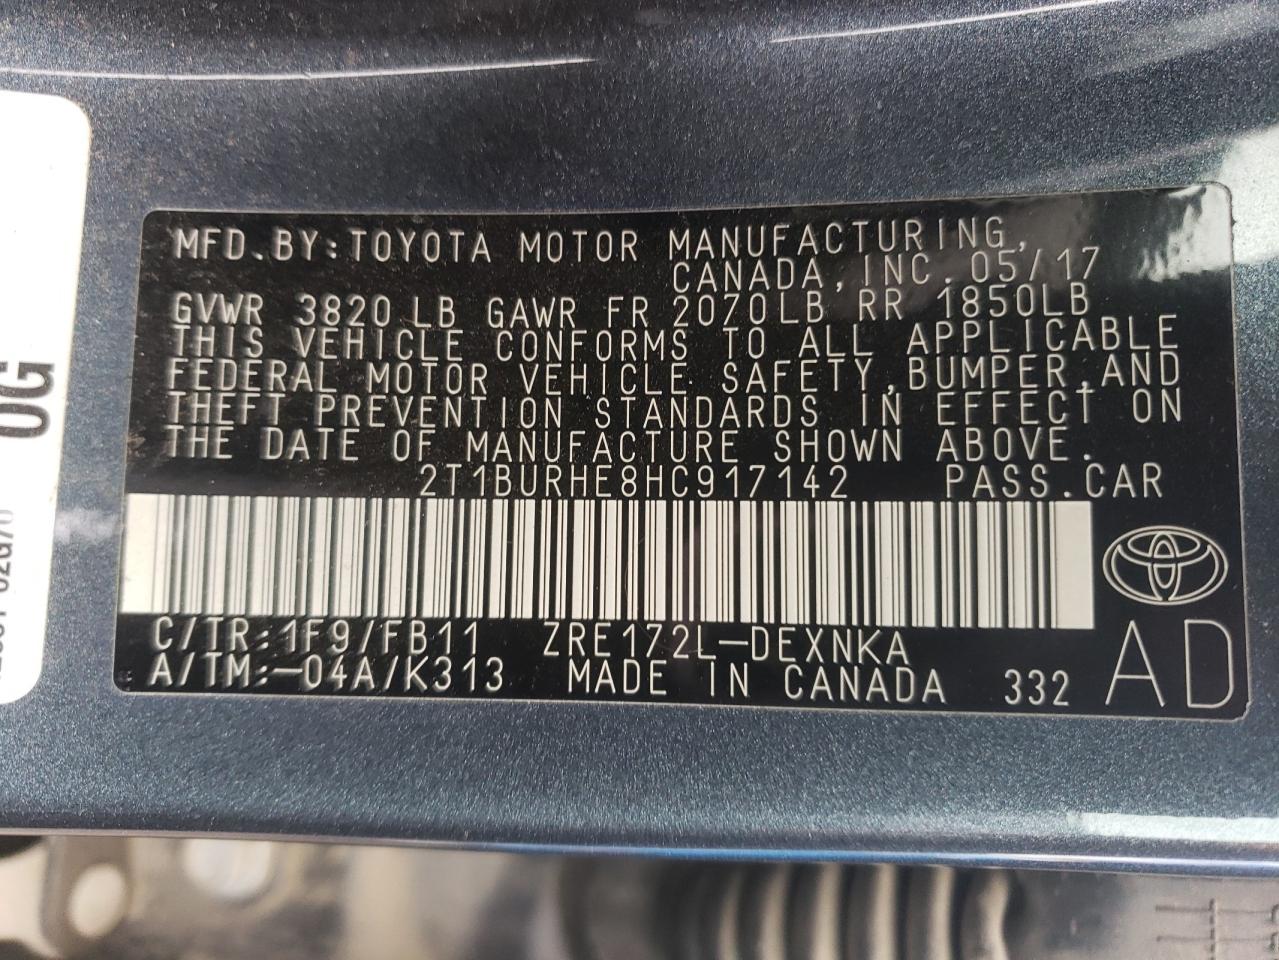 MFD.BY:TOYOTA MOTOR MANUFACTURING,
CANADA,INC.05/17
GVWR 3820 LB GAWR FR 2070LB RR 1850LB
THIS VEHICLE CONFORMS TO ALL APPLICABLE
FEDERAL MOTOR VEHICLE SAFETY,BUMPER,AND
THEFT PREVENTION STANDARDS IN EFFECT ON
THE DATE OF MANUFACTURE SHOWN ABOVE.
2T1BURHE8HC917142 PASS.CAR
C/TR:1F9/FB11 ZRE172L-DEXNKA
A/TM:-04A/K313 MADE IN CANADA 332
AD
0G